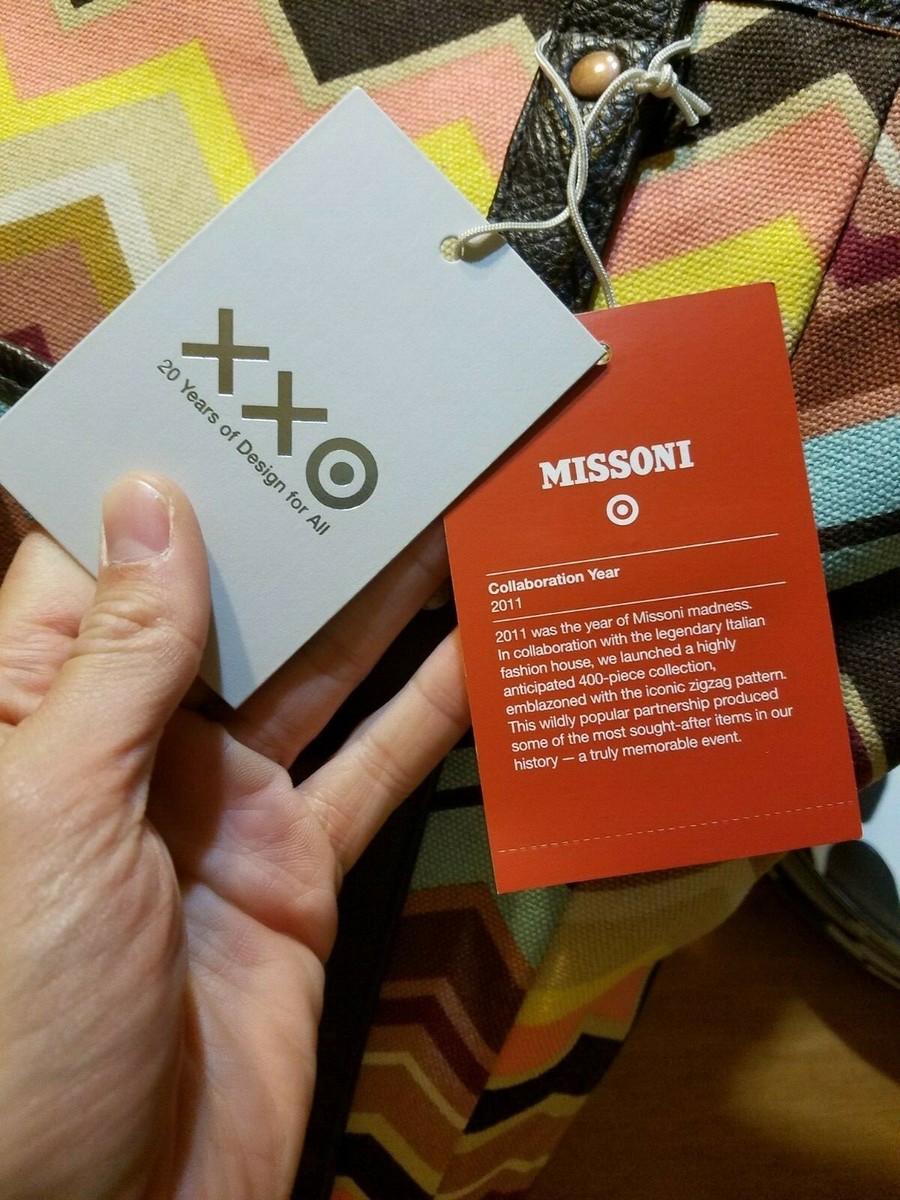 XXO
20 Years of Design for All
MISSONI
Collaboration Year
2011
2011 was the year of Missoni madness.
In collaboration with the legendary Italian
fashion house, we launched a highly
anticipated 400-piece collection,
emblazoned with the iconic zigzag pattern.
This wildly popular partnership produced
some of the most sought-after items in our
history — a truly memorable event.